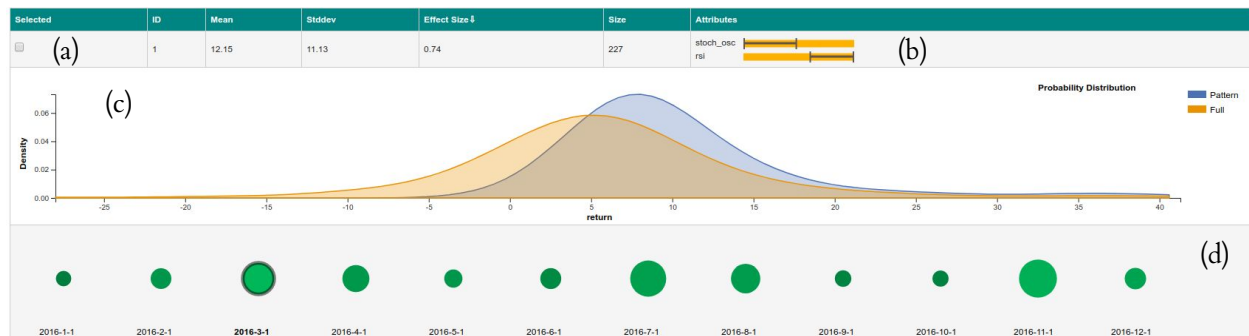 Selected ID Mean Stddev Effect Size⇩ Size Attributes
(a) 1 12.15 11.13 0.74 227 stoch_osc (b)
rsi
(c) Probability Distribution
Pattern
Full
0.06
0.04
0.02
0.00
Density
-25 -20 -15 -10 -5 0 5 10 15 20 25 30 35 40
return
(d)
2016-1-1 2016-2-1 2016-3-1 2016-4-1 2016-5-1 2016-6-1 2016-7-1 2016-8-1 2016-9-1 2016-10-1 2016-11-1 2016-12-1